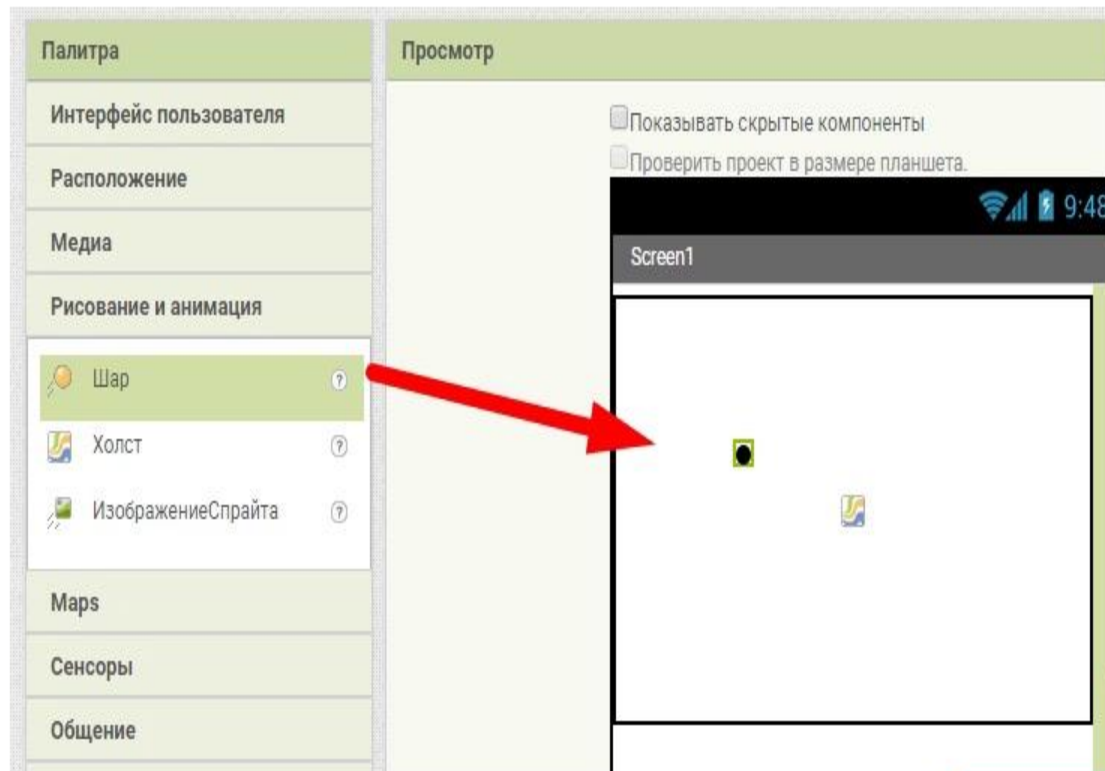 Палитра
Интерфейс пользователя
Расположение
Медиа
Рисование и анимация
Шар
?
Холст
?
ИзображениеСпрайта
?
Maps
Сенсоры
Общение
Просмотр
Показывать скрытые компоненты
Проверить проект в размере планшета.
9:48
Screen1